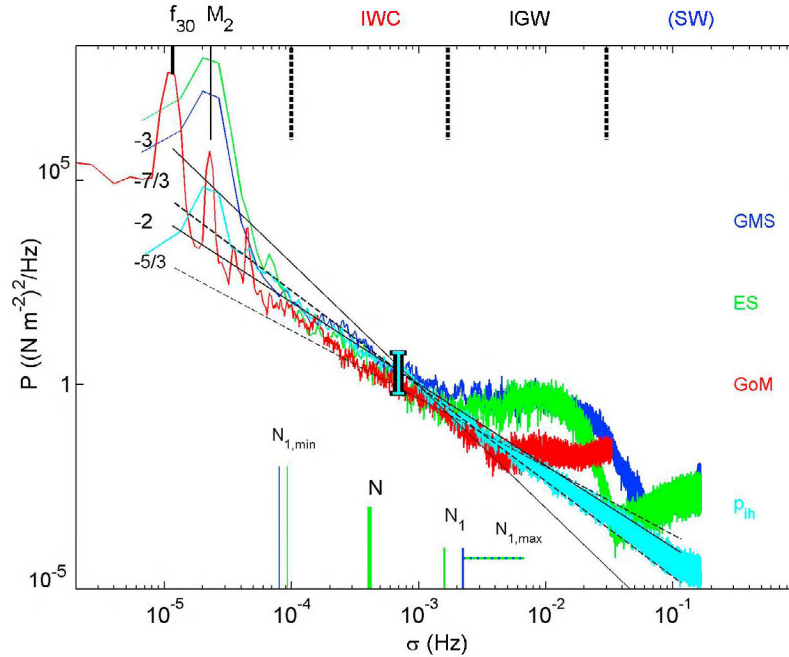 f30 M2 IWC IGW (SW)
P ((N m-2)2/Hz)
10^5
1
10^-5
-3
-7/3
-2
-5/3
GMS
ES
GoM
pih
N1,min
N
N1
N1,max
10^-5 10^-4 10^-3 10^-2 10^-1
σ (Hz)